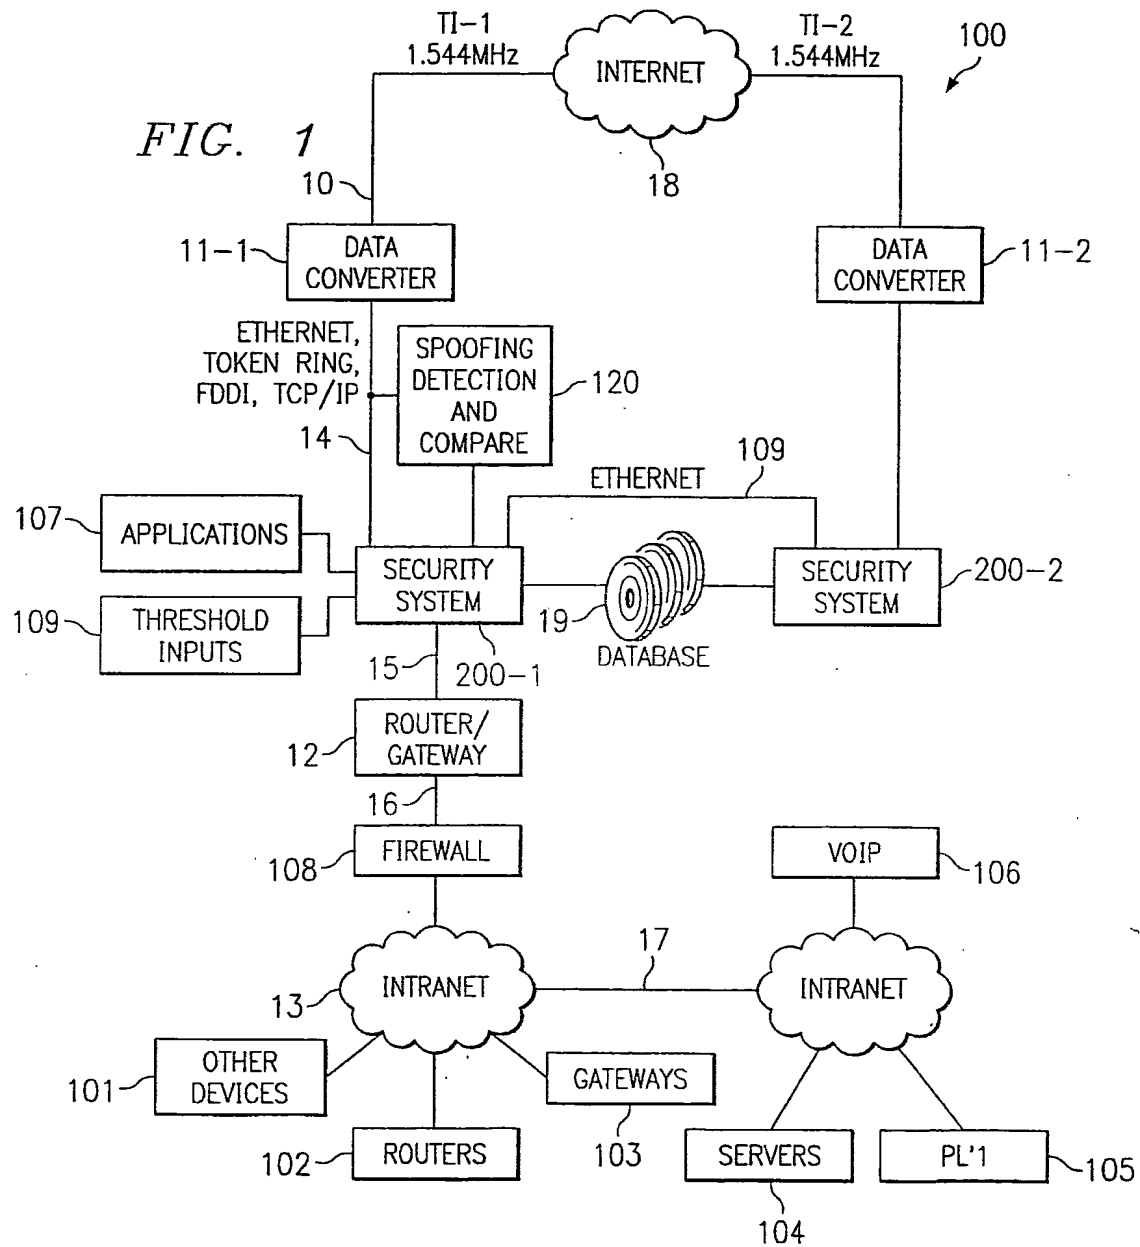 TI-1
1.544MHz
INTERNET
TI-2
1.544MHz
100
FIG. 1
18
10
11-1
DATA
CONVERTER
DATA
CONVERTER
11-2
ETHERNET,
TOKEN RING,
FDDI, TCP/IP
14
SPOOFING
DETECTION
AND
COMPARE
120
ETHERNET
109
107
APPLICATIONS
109
THRESHOLD
INPUTS
SECURITY
SYSTEM
200-1
19
DATABASE
SECURITY
SYSTEM
200-2
15
12
ROUTER/
GATEWAY
16
108
FIREWALL
VOIP
106
13
INTRANET
17
INTRANET
101
OTHER
DEVICES
GATEWAYS
103
102
ROUTERS
SERVERS
104
PL'1
105